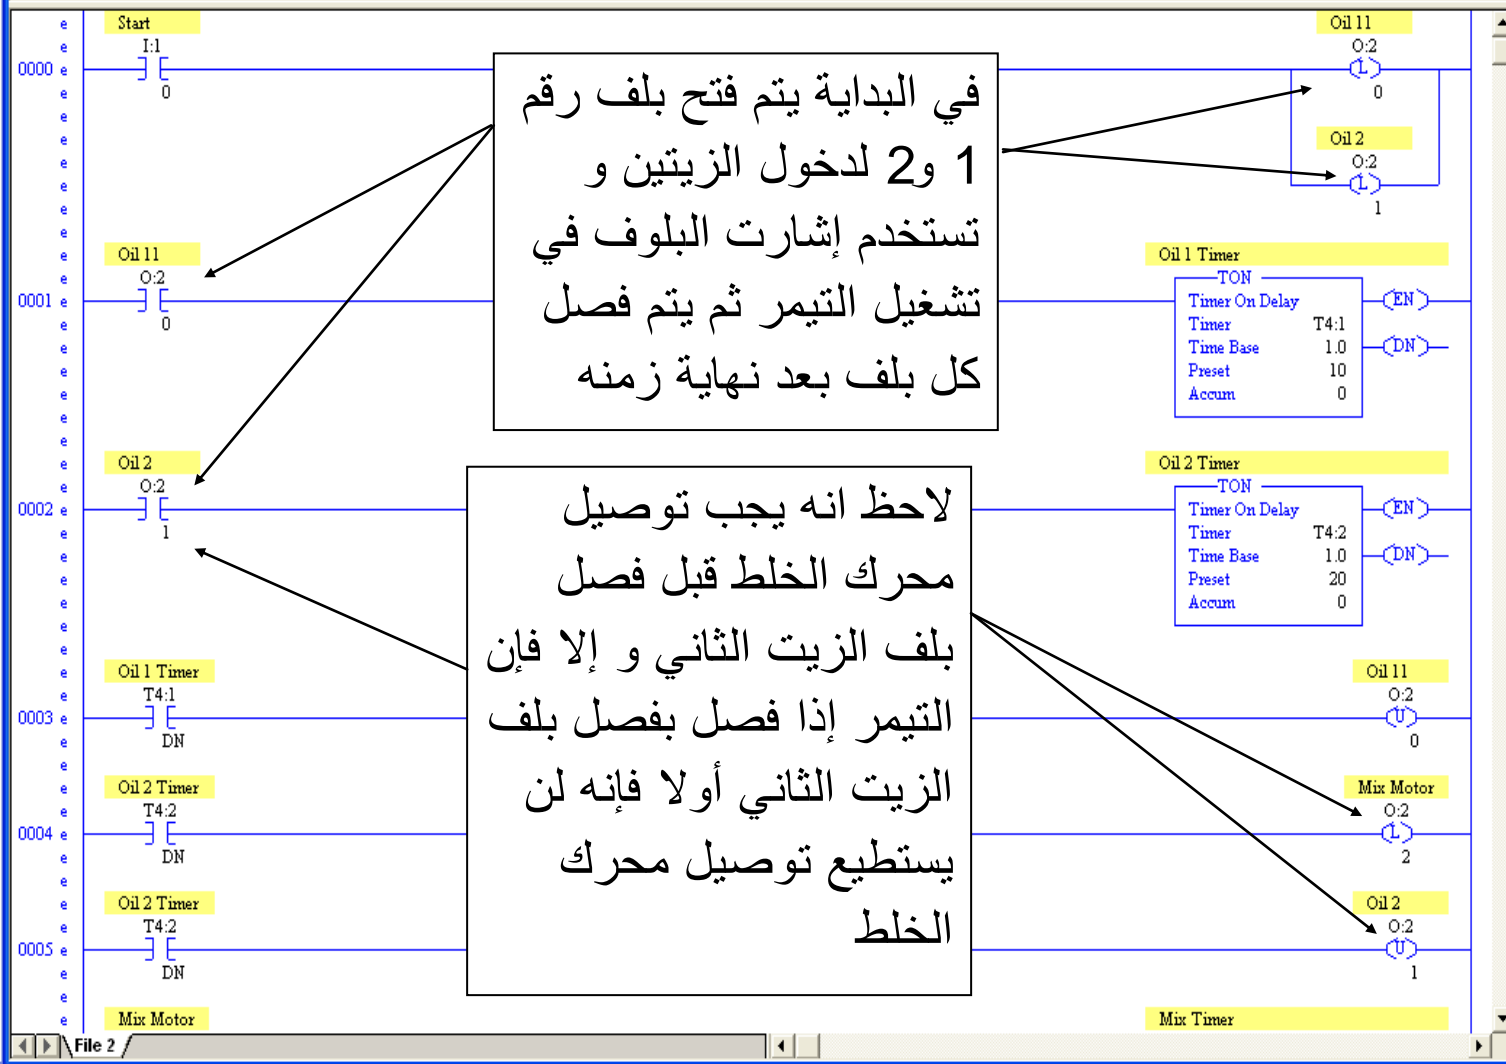 Start
I:1
0000
0
Oil 11
O:2
L
0
Oil 2
O:2
L
1
في البداية يتم فتح بلف رقم
1 و2 لدخول الزيتين و
تستخدم إشارت البلوف في
تشغيل التيمر ثم يتم فصل
كل بلف بعد نهاية زمنه
Oil 11
O:2
0001
0
Oil 1 Timer
TON
Timer On Delay
Timer T4:1
Time Base 1.0
Preset 10
Accum 0
EN
DN
Oil 2
O:2
0002
1
Oil 2 Timer
TON
Timer On Delay
Timer T4:2
Time Base 1.0
Preset 20
Accum 0
EN
DN
لاحظ انه يجب توصيل
محرك الخلط قبل فصل
بلف الزيت الثاني و إلا فإن
التيمر إذا فصل بفصل بلف
الزيت الثاني أولا فإنه لن
يستطيع توصيل محرك
الخلط
Oil 1 Timer
T4:1
0003
DN
Oil 11
O:2
U
0
Oil 2 Timer
T4:2
0004
DN
Mix Motor
O:2
L
2
Oil 2 Timer
T4:2
0005
DN
Oil 2
O:2
U
1
Mix Motor
Mix Timer
File 2